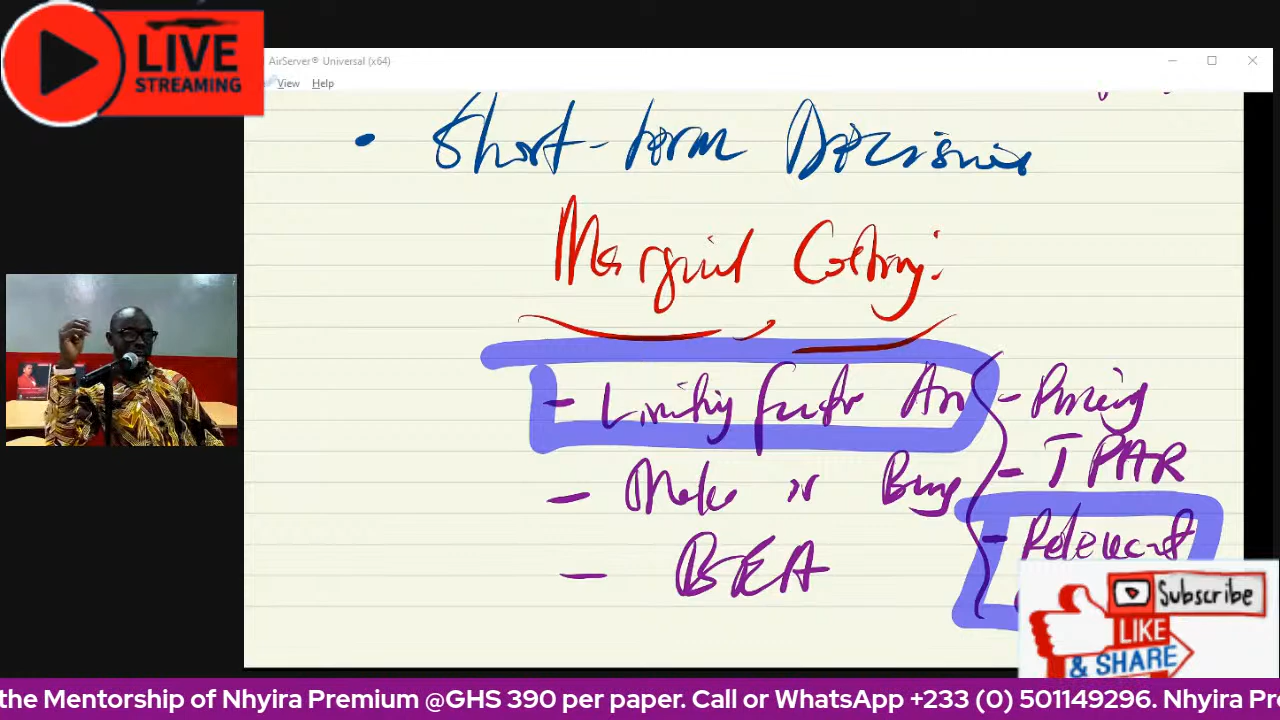 LIVE
STREAMING
AirServer® Universal (x64)
View Help
• Short-term Decisions
Marginal Costing:
- Limiting factor An
- Make or Buy
- BEA
- Pricing
- TPAR
- Relevant
Subscribe
LIKE
& SHARE
the Mentorship of Nhyira Premium @GHS 390 per paper. Call or WhatsApp +233 (0) 501149296. Nhyira Pr